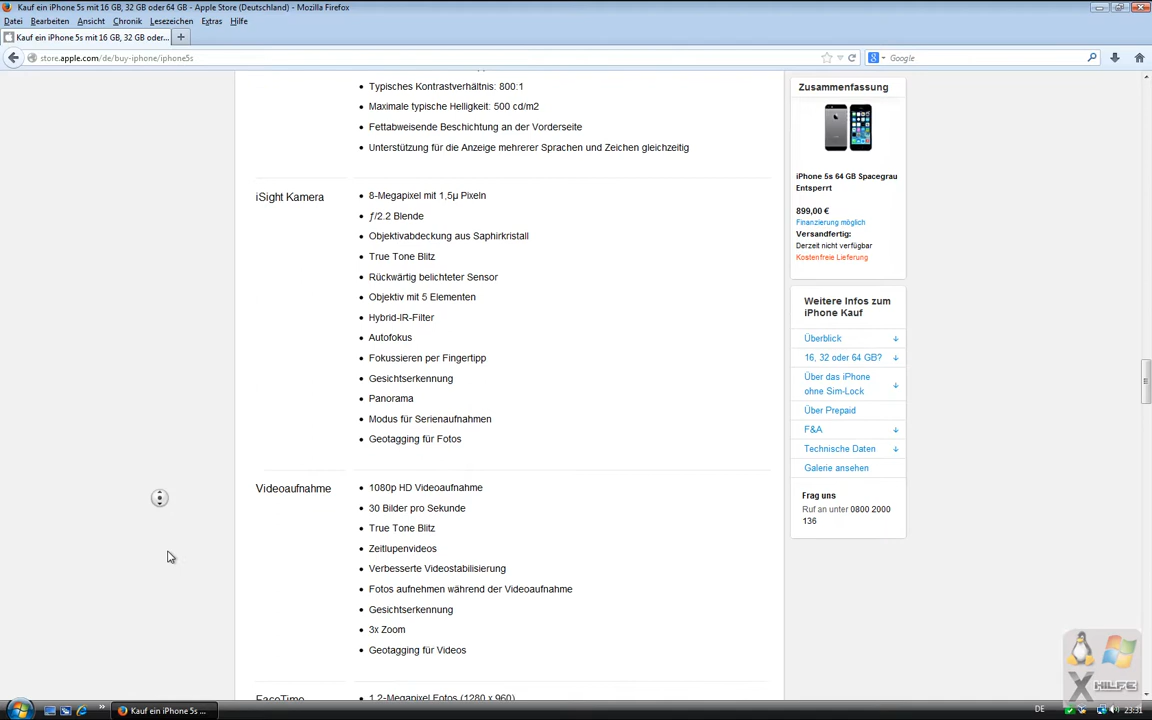 Kauf ein iPhone 5s mit 16 GB, 32 GB oder 64 GB - Apple Store (Deutschland) - Mozilla Firefox
Datei Bearbeiten Ansicht Chronik Lesezeichen Extras Hilfe
Kauf ein iPhone 5s mit 16 GB, 32 GB oder...
store.apple.com/de/buy-iphone/iphone5s
Google
Typisches Kontrastverhältnis: 800:1
Maximale typische Helligkeit: 500 cd/m2
Fettabweisende Beschichtung an der Vorderseite
Unterstützung für die Anzeige mehrerer Sprachen und Zeichen gleichzeitig
iSight Kamera
8-Megapixel mit 1,5µ Pixeln
ƒ/2.2 Blende
Objektivabdeckung aus Saphirkristall
True Tone Blitz
Rückwärtig belichteter Sensor
Objektiv mit 5 Elementen
Hybrid-IR-Filter
Autofokus
Fokussieren per Fingertipp
Gesichtserkennung
Panorama
Modus für Serienaufnahmen
Geotagging für Fotos
Videoaufnahme
1080p HD Videoaufnahme
30 Bilder pro Sekunde
True Tone Blitz
Zeitlupenvideos
Verbesserte Videostabilisierung
Fotos aufnehmen während der Videoaufnahme
Gesichtserkennung
3x Zoom
Geotagging für Videos
FaceTime
1,2-Megapixel Fotos (1280 x 960)
Zusammenfassung
iPhone 5s 64 GB Spacegrau
Entsperrt
899,00 €
Finanzierung möglich
Versandfertig:
Derzeit nicht verfügbar
Kostenfreie Lieferung
Weitere Infos zum
iPhone Kauf
Überblick
16, 32 oder 64 GB?
Über das iPhone
ohne Sim-Lock
Über Prepaid
F&A
Technische Daten
Galerie ansehen
Frag uns
Ruf an unter 0800 2000
136
X HILFE
Kauf ein iPhone 5s ...
DE
23:31